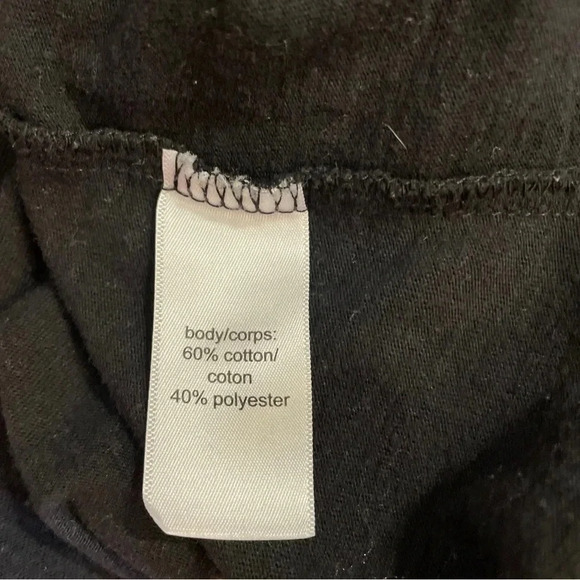 body/corps:
60% cotton/
coton
40% polyester